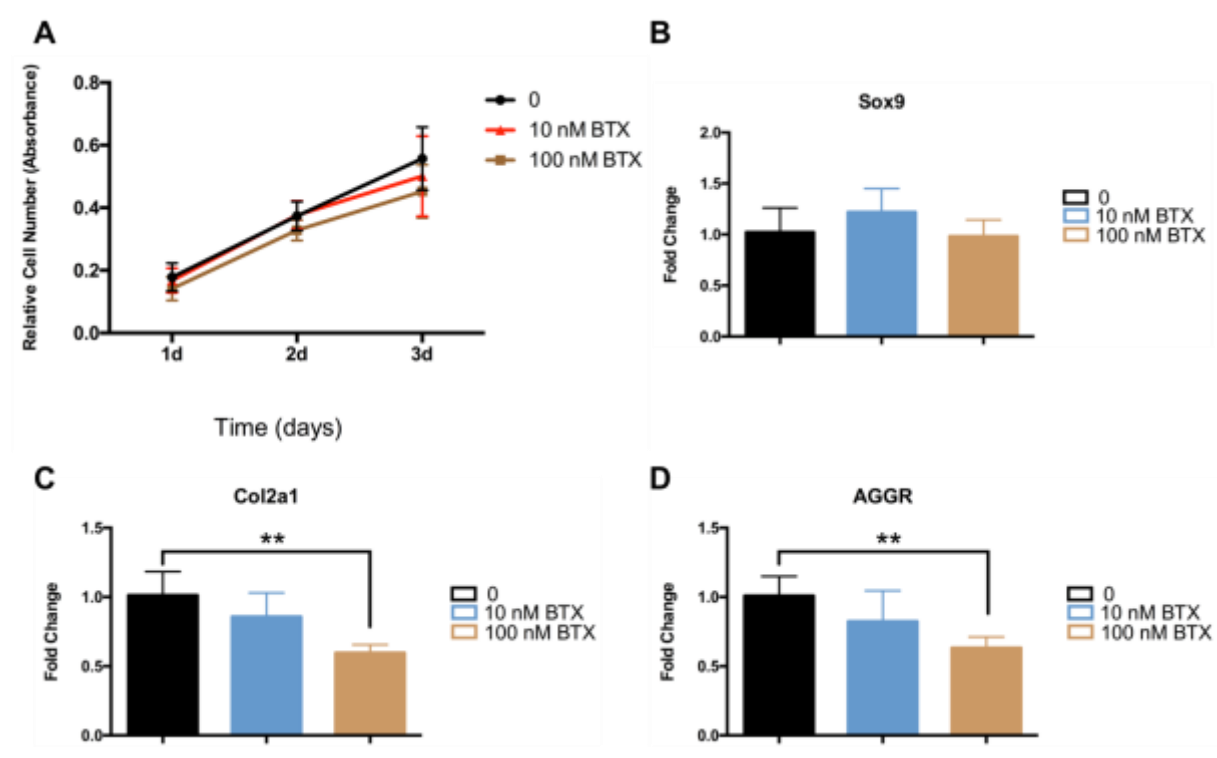 A
Relative Cell Number (Absorbance)
0.8
0.6
0.4
0.2
0.0
1d 2d 3d
Time (days)
0
10 nM BTX
100 nM BTX
B
Sox9
Fold Change
2.0
1.5
1.0
0.5
0.0
0
10 nM BTX
100 nM BTX
C
Col2a1
Fold Change
1.5
1.0
0.5
0.0
**
0
10 nM BTX
100 nM BTX
D
AGGR
Fold Change
1.5
1.0
0.5
0.0
**
0
10 nM BTX
100 nM BTX